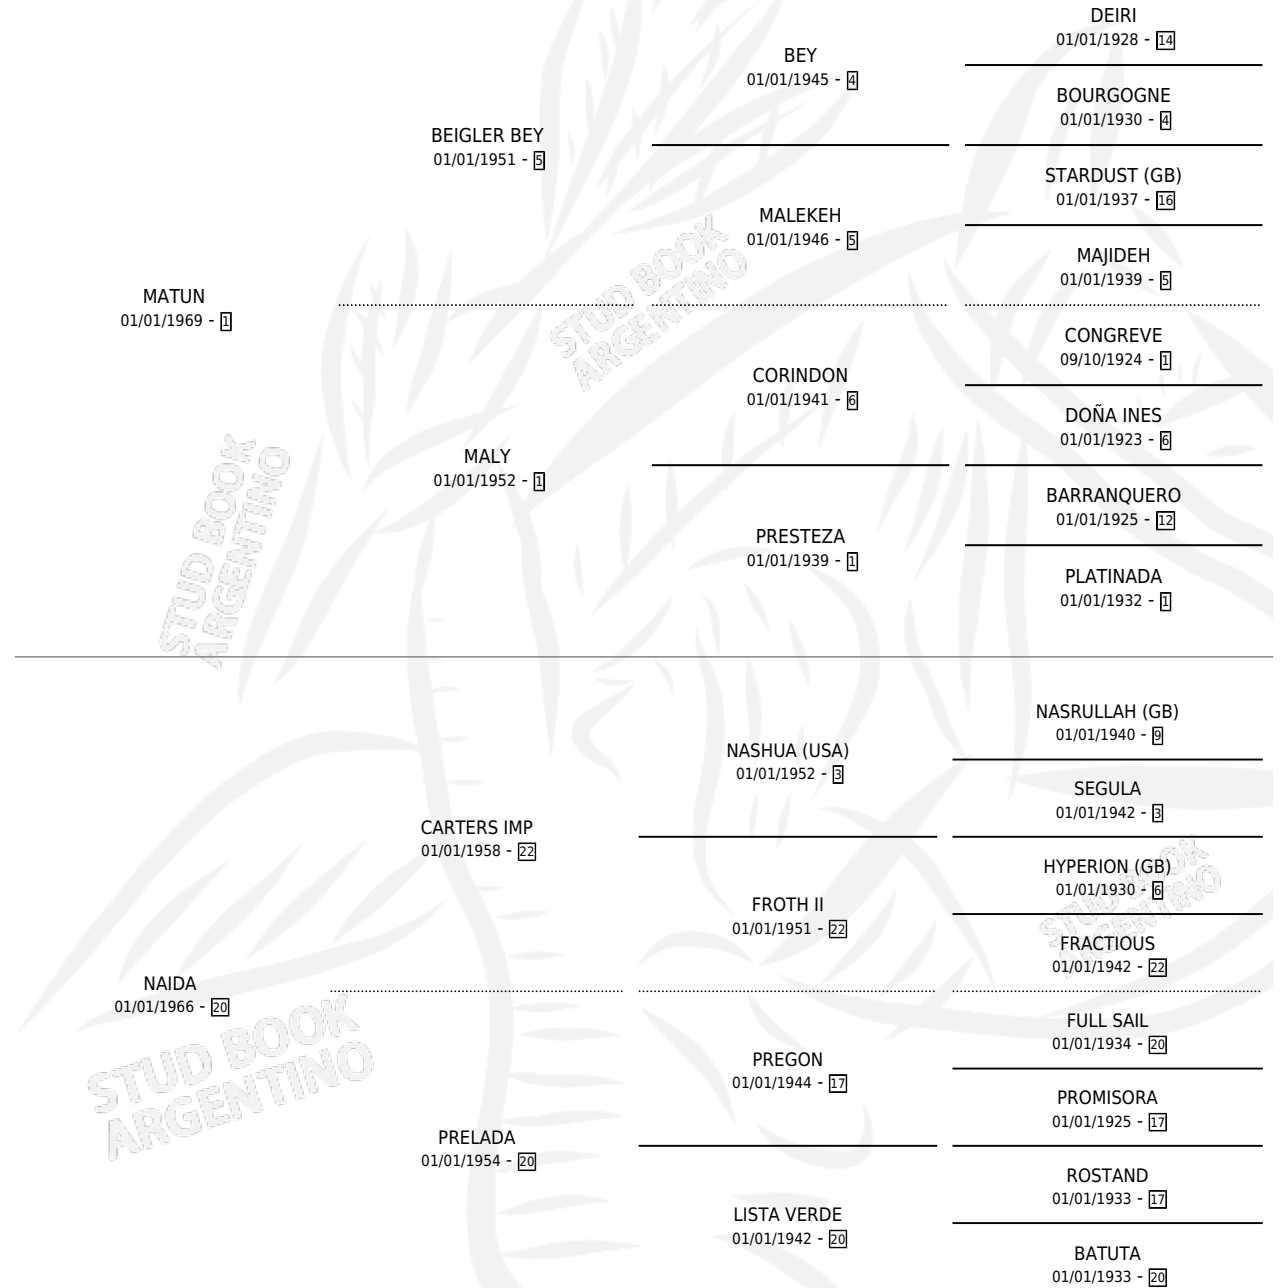 DEIRI
01/01/1928 - 14
BEY
01/01/1945 - 4
BOURGOGNE
01/01/1930 - 4
BEIGLER BEY
01/01/1951 - 5
STARDUST (GB)
01/01/1937 - 16
MALEKEH
01/01/1946 - 5
MAJIDEH
01/01/1939 - 5
MATUN
01/01/1969 - 1
CONGREVE
09/10/1924 - 1
CORINDON
01/01/1941 - 6
DOÑA INES
01/01/1923 - 6
MALY
01/01/1952 - 1
BARRANQUERO
01/01/1925 - 12
PRESTEZA
01/01/1939 - 1
PLATINADA
01/01/1932 - 1
NASRULLAH (GB)
01/01/1940 - 9
NASHUA (USA)
01/01/1952 - 3
SEGULA
01/01/1942 - 3
CARTERS IMP
01/01/1958 - 22
HYPERION (GB)
01/01/1930 - 6
FROTH II
01/01/1951 - 22
FRACTIOUS
01/01/1942 - 22
NAIDA
01/01/1966 - 20
FULL SAIL
01/01/1934 - 20
PREGON
01/01/1944 - 17
PROMISORA
01/01/1925 - 17
PRELADA
01/01/1954 - 20
ROSTAND
01/01/1933 - 17
LISTA VERDE
01/01/1942 - 20
BATUTA
01/01/1933 - 20
STUD BOOK
ARGENTINO
STUD BOOK
ARGENTINO
STUD BOOK
ARGENTINO
STUD BOOK
ARGENTINO